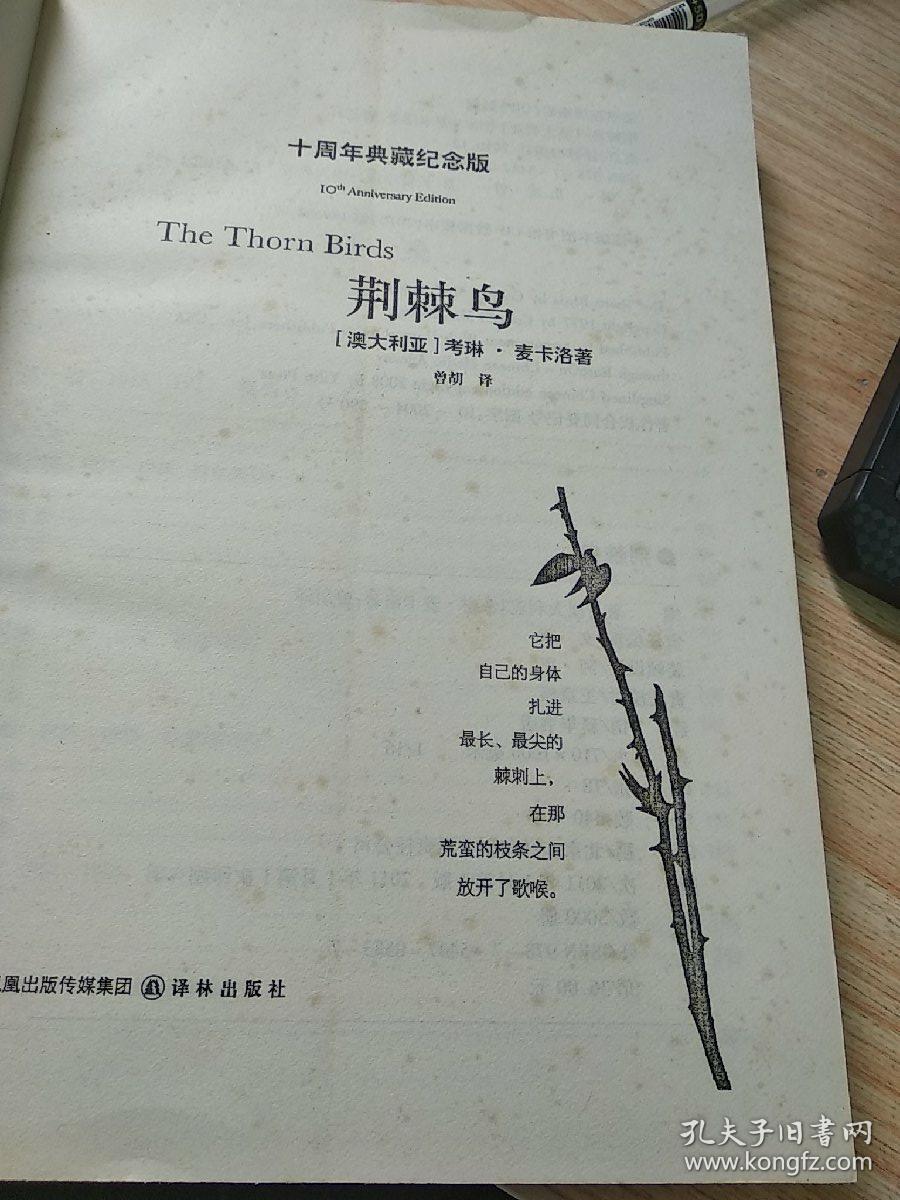 十周年典藏纪念版
10th Anniversary Edition
The Thorn Birds
荆棘鸟
[澳大利亚]考琳·麦卡洛著
曾胡 译
它把
自己的身体
扎进
最长、最尖的
棘刺上，
在那
荒蛮的枝条之间
放开了歌喉。
凰出版传媒集团 译林出版社
孔夫子旧书网
www.kongfz.com